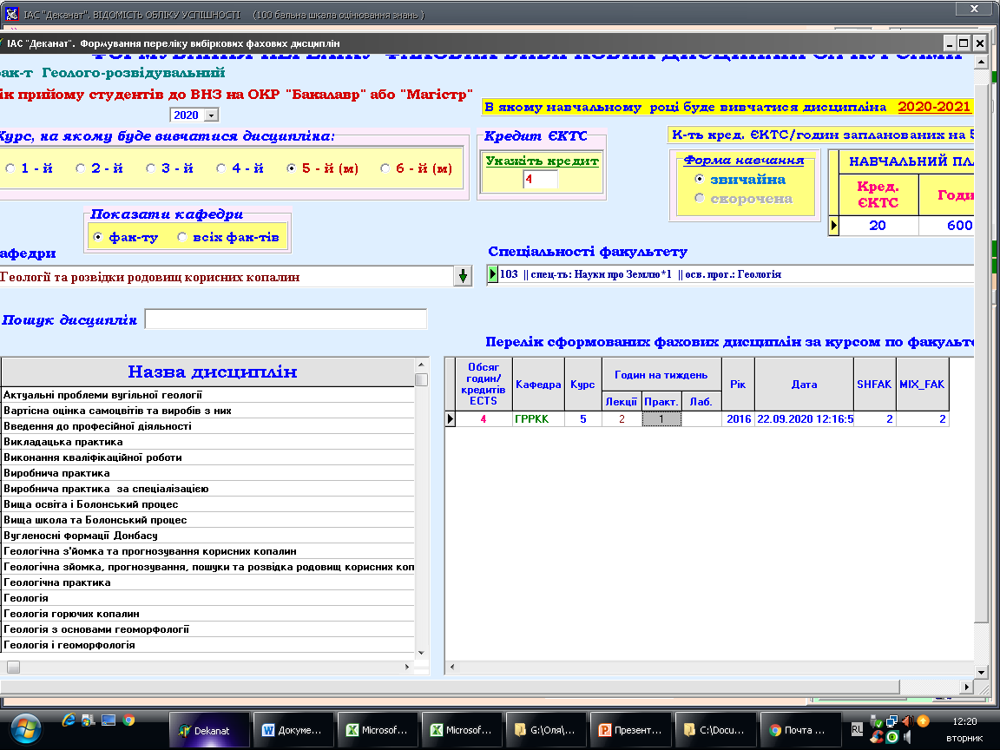 ІАС "Деканат". ВІДОМІСТЬ ОБЛІКУ УСПІШНОСТІ (100 бальна шкала оцінювання знань )
ІАС "Деканат". Формування переліку вибіркових фахових дисциплін
ФОРМУВАННЯ ПЕРЕЛІКУ ФАХОВИХ ВИБІРКОВИХ ДИСЦИПЛІН ЗА КУРСАМИ
ак-т Геолого-розвідувальний
ік прийому студентів до ВНЗ на ОКР "Бакалавр" або "Магістр"
2020
В якому навчальному році буде вивчатися дисципліна 2020-2021
Курс, на якому буде вивчатися дисципліна:
1 - й 2 - й 3 - й 4 - й 5 - й (м) 6 - й (м)
Кредит ЄКТС
Укажіть кредит
4
К-ть кред. ЄКТС/годин запланованих на 5
Форма навчання
звичайна
скорочена
НАВЧАЛЬНИЙ ПЛА
Кред. ЄКТС Годи
20 600
Показати кафедри
фак-ту всіх фак-тів
афедри
Геології та розвідки родовищ корисних копалин
Спеціальності факультету
103 || спец-ть: Науки про Землю*1 || осв. прог.: Геологія
Пошук дисциплін
Перелік сформованих фахових дисциплін за курсом по факульте
Назва дисциплін
Актуальні проблеми вугільної геології
Вартісна оцінка самоцвітів та виробів з них
Введення до професійної діяльності
Викладацька практика
Виконання кваліфікаційної роботи
Виробнича практика
Виробнича практика за спеціалізацією
Вища освіта і Болонський процес
Вища школа та Болонський процес
Вугленосні формації Донбасу
Геологічна з'йомка та прогнозування корисних копалин
Геологічна зйомка, прогнозування, пошуки та розвідка родовищ корисних коп
Геологічна практика
Геологія
Геологія горючих копалин
Геологія з основами геоморфології
Геологія і геоморфологія
Обсяг годин/ кредитів ECTS Кафедра Курс Годин на тиждень Рік Дата SHFAK MIX_FAK
Лекції Практ. Лаб.
4 ГРРКК 5 2 1 2016 22.09.2020 12:16:5 2 2
Dekanat Докуме... Microsof... Microsof... G:\Оля\... Презент... C:\Docu... Почта ... RL 12:20
вторник